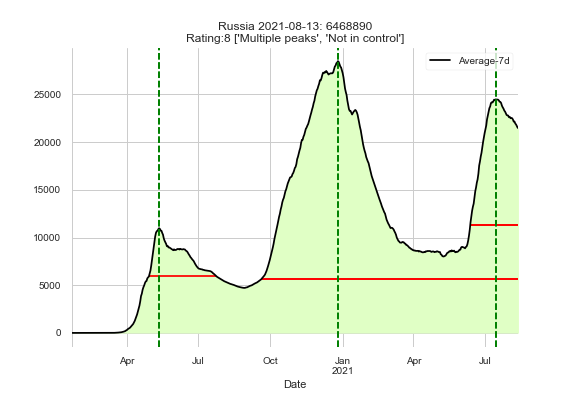 Russia 2021-08-13: 6468890
Rating:8 ['Multiple peaks', 'Not in control']
Average-7d
25000
20000
15000
10000
5000
0
Apr Jul Oct Jan Apr Jul
2021
Date